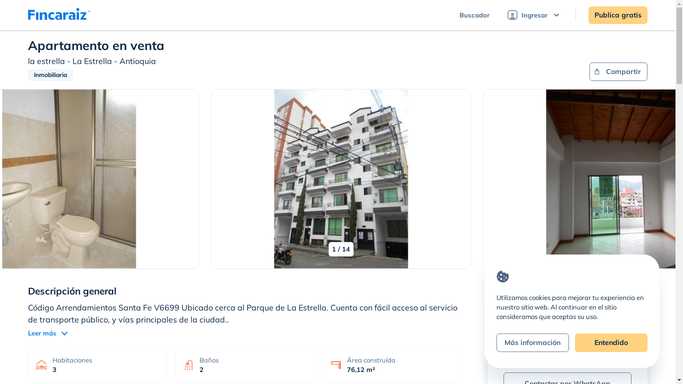 Fincaraiz
Buscador
Ingresar
Publica gratis
Apartamento en venta
la estrella - La Estrella - Antioquia
Inmobiliaria
Compartir
1 / 14
Descripción general
Código Arrendamientos Santa Fe V6699 Ubicado cerca al Parque de La Estrella. Cuenta con fácil acceso al servicio
de transporte público, y vías principales de la ciudad..
Leer más
Habitaciones
3
Baños
2
Área construida
76,12 m²
Utilizamos cookies para mejorar tu experiencia en
nuestro sitio web. Al continuar en el sitio
consideramos que aceptas su uso.
Más información
Entendido
Contactar por WhatsApp